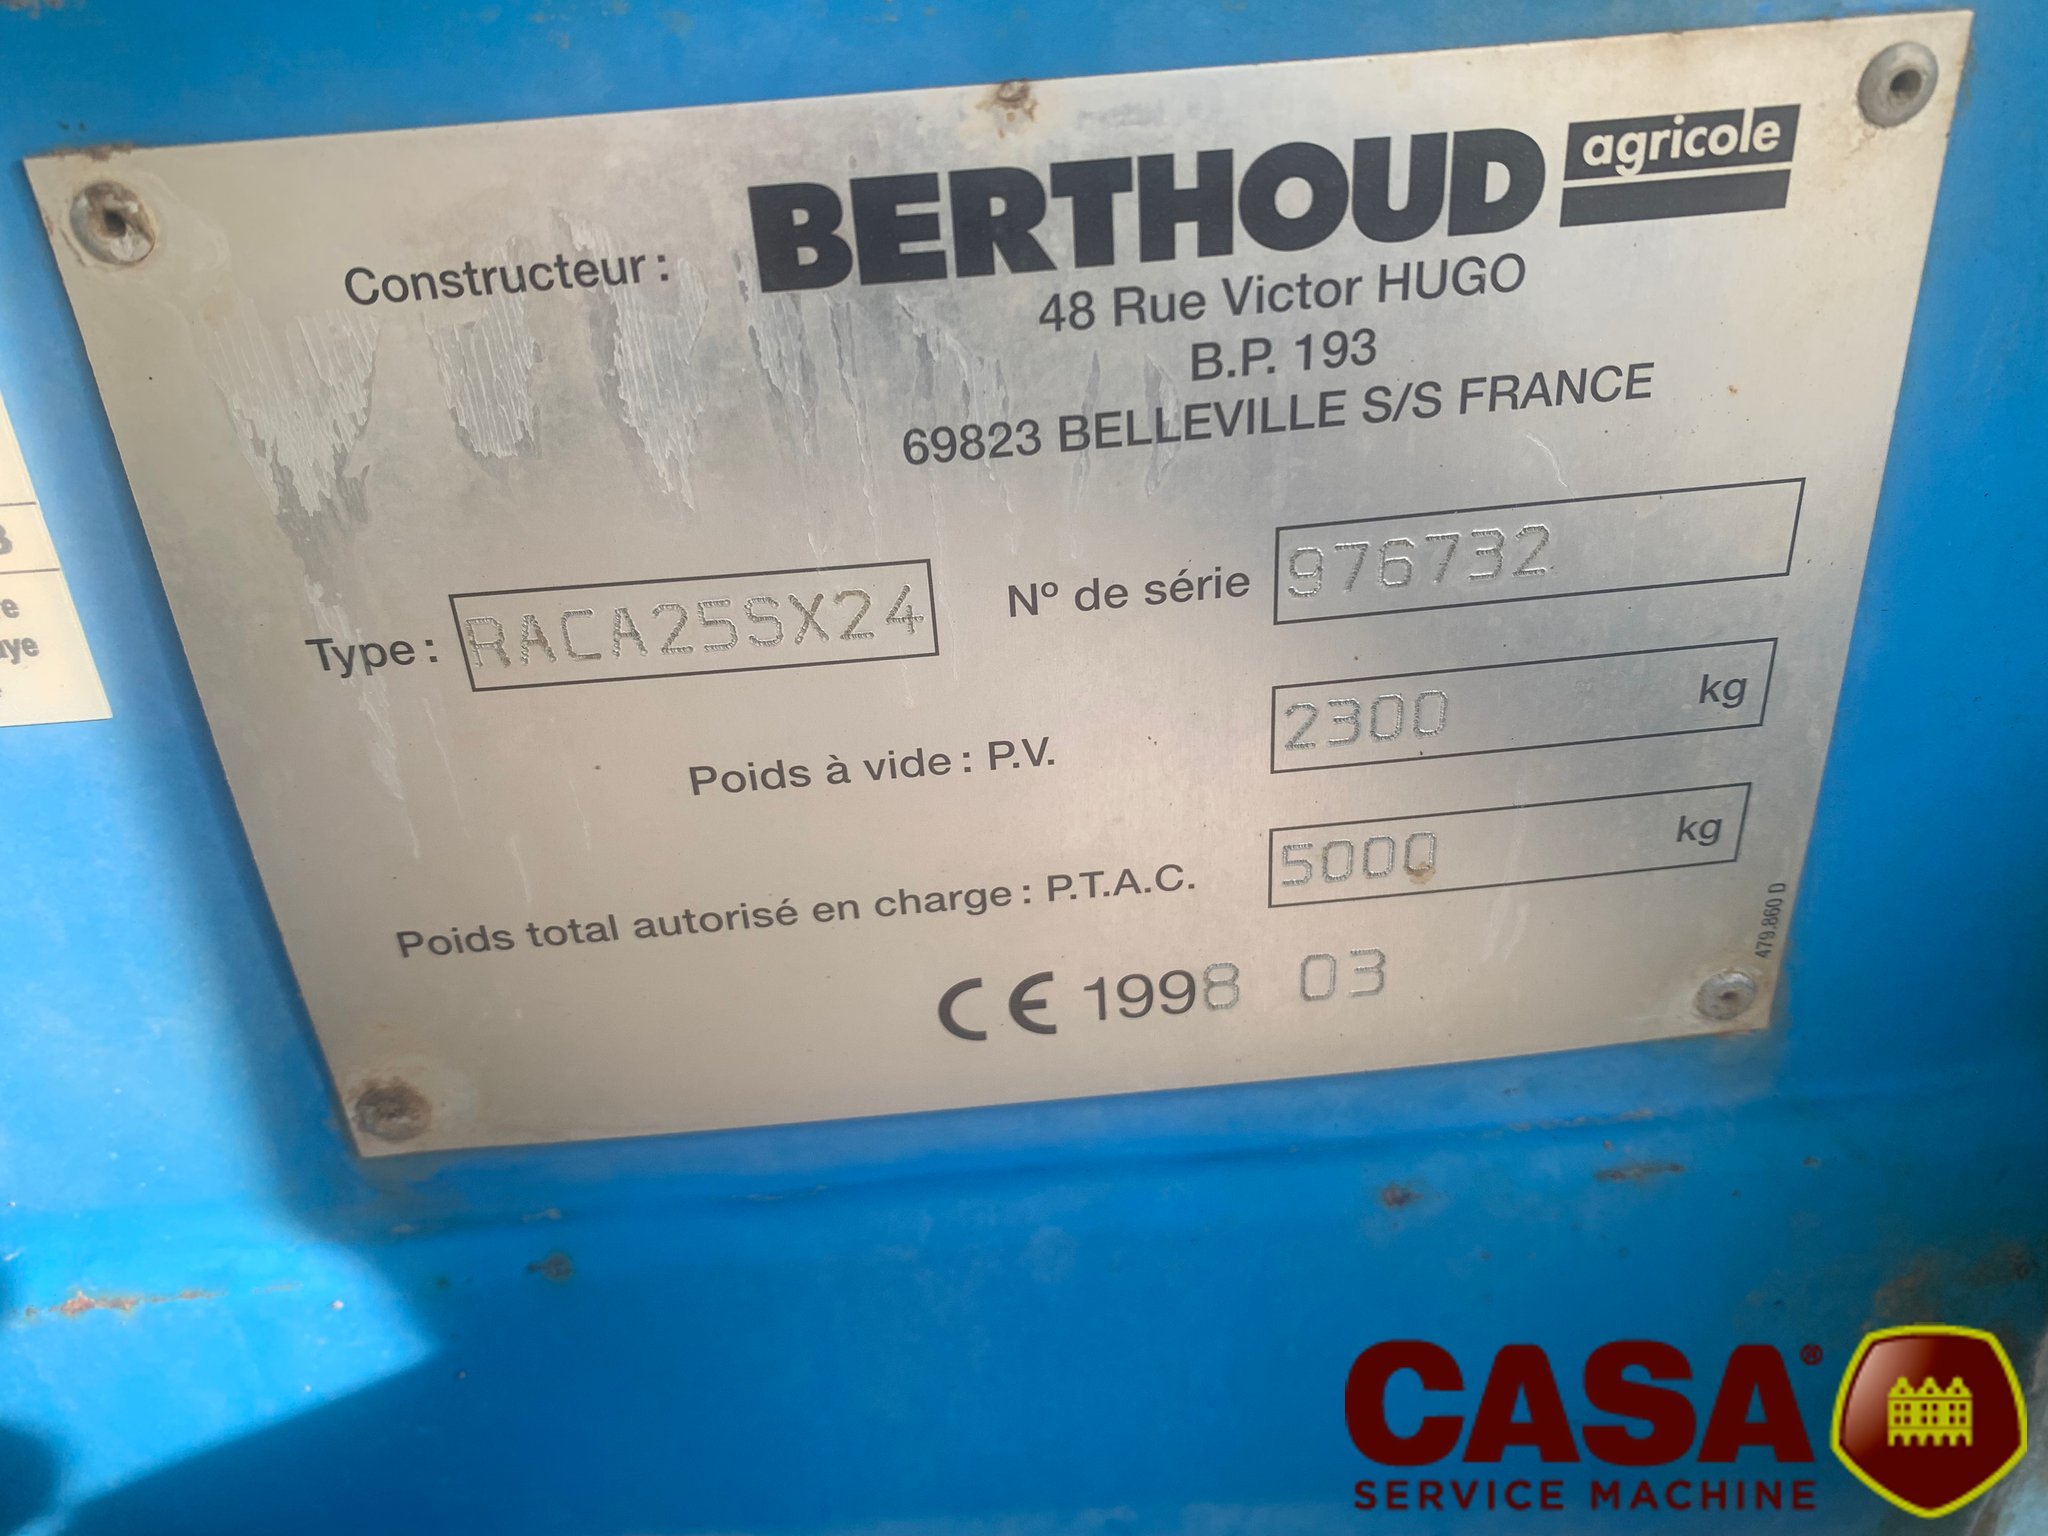 BERTHOUD agricole
Constructeur :
48 Rue Victor HUGO
B.P. 193
69823 BELLEVILLE S/S FRANCE
Type : RACA25SX24 Nº de série 976732
Poids à vide : P.V. 2300 kg
Poids total autorisé en charge : P.T.A.C. 5000 kg
CE 1998 03
479.860 D
CASA®
SERVICE MACHINE